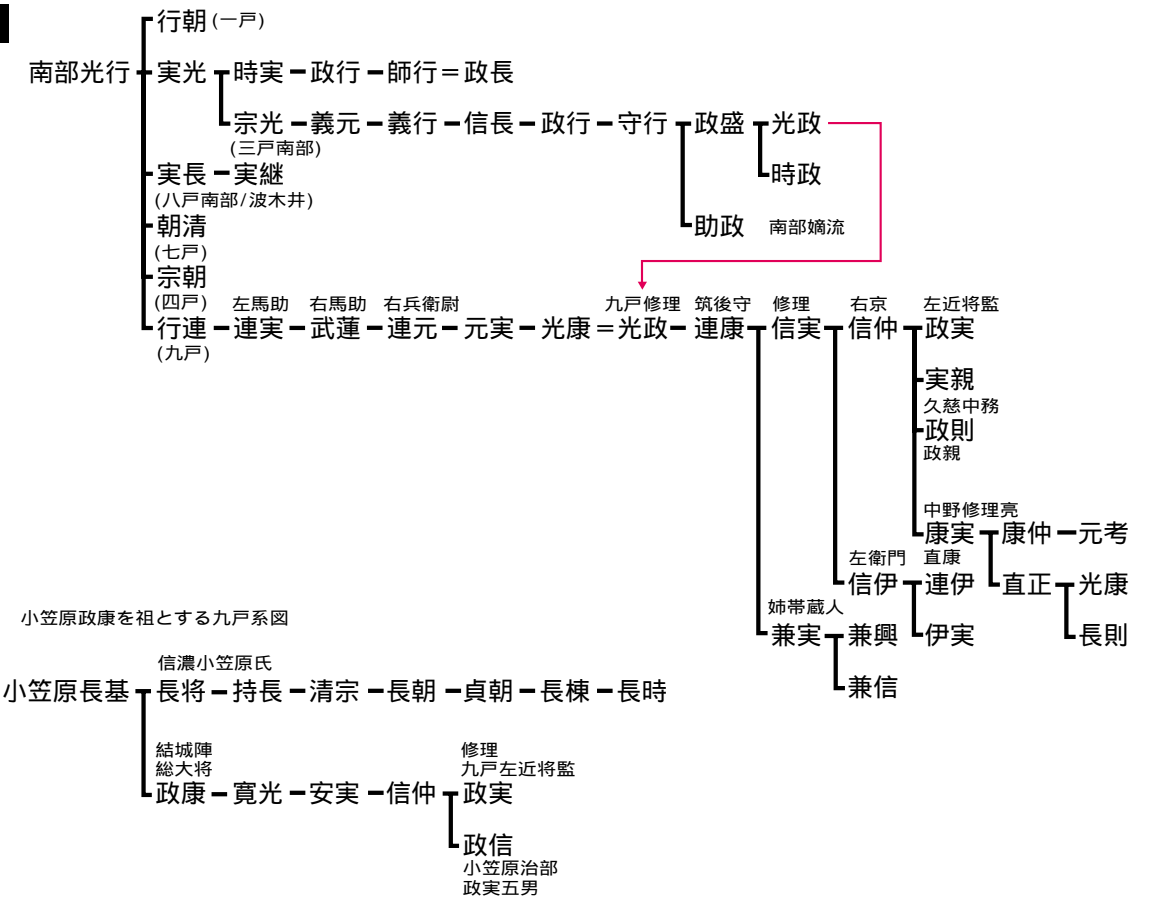 行朝(一戸)
南部光行 実光 時実 政行 師行=政長
宗光 義元 義行 信長 政行 守行 政盛 光政
(三戸南部)
実長 実継 時政
(八戸南部/波木井)
朝清 助政 南部嫡流
(七戸)
宗朝
(四戸) 左馬助 右馬助 右兵衛尉 九戸修理 筑後守 修理 右京 左近将監
行連 連実 武蓮 連元 元実 光康=光政 連康 信実 信仲 政実
(九戸)
実親
久慈中務
政則
政親
中野修理亮
康実 康仲 元考
左衛門 直康
信伊 連伊 直正 光康
姉帯蔵人
小笠原政康を祖とする九戸系図
兼実 兼興 伊実 長則
信濃小笠原氏
小笠原長基 長将 持長 清宗 長朝 貞朝 長棟 長時
兼信
結城陣 修理
総大将 九戸左近将監
政康 寛光 安実 信仲 政実
政信
小笠原治部
政実五男